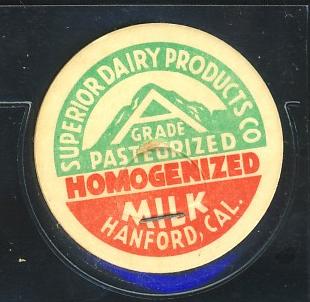 SUPERIOR DAIRY PRODUCTS CO
A
GRADE
PASTEURIZED
HOMOGENIZED
MILK
HANFORD, CAL.